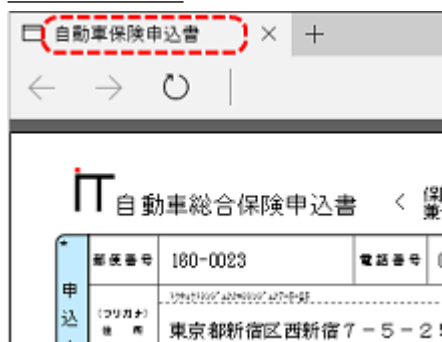 自動車保険申込書
iT自動車総合保険申込書 <
郵便番号 160-0023 電話番号
申込
(フリガナ)
住所
東京都新宿区西新宿7-5-2